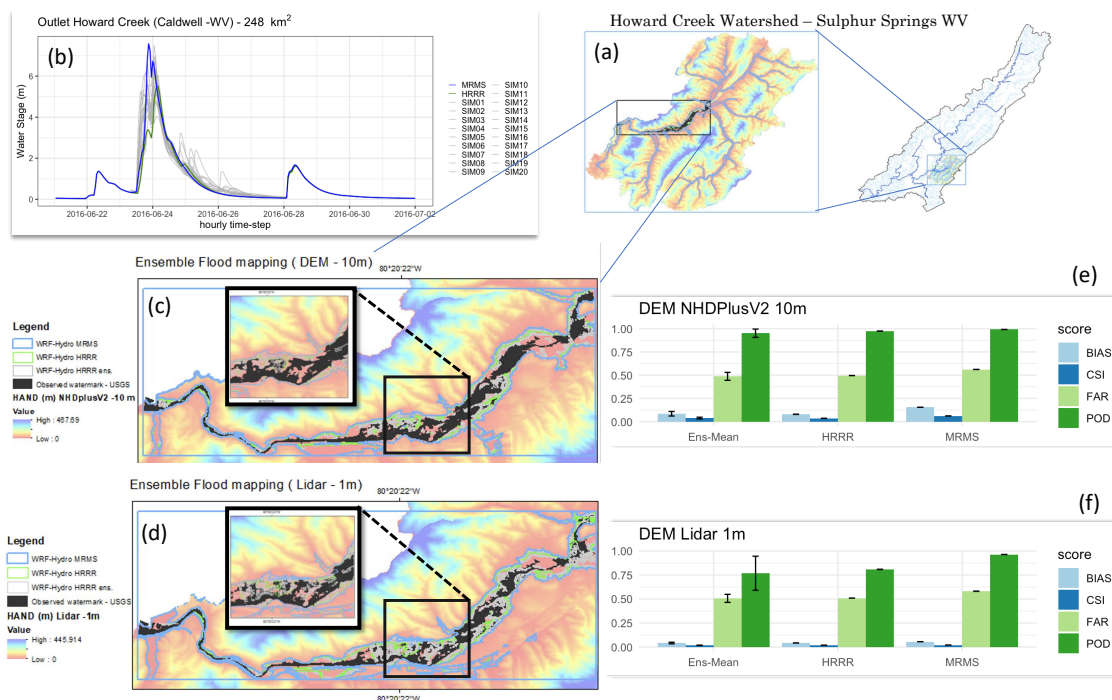 Outlet Howard Creek (Caldwell -WV) - 248 km2
(b)
Water Stage (m)
6
4
2
0
2016-06-22 2016-06-24 2016-06-26 2016-06-28 2016-06-30 2016-07-02
hourly time-step
MRMS SIM10
HRRR SIM11
SIM01 SIM12
SIM02 SIM13
SIM03 SIM14
SIM04 SIM15
SIM05 SIM16
SIM06 SIM17
SIM07 SIM18
SIM08 SIM19
SIM09 SIM20
Howard Creek Watershed – Sulphur Springs WV
(a)
Ensemble Flood mapping ( DEM - 10m)
80°20'22"W
(c)
Legend
WRF-Hydro MRMS
WRF-Hydro HRRR
WRF-Hydro HRRR ens.
Observed watermark - USGS
HAND (m) NHDplusV2 -10 m
Value
High : 467.69
Low : 0
(e)
DEM NHDPlusV2 10m
1.00
0.75
0.50
0.25
0.00
Ens-Mean HRRR MRMS
score
BIAS
CSI
FAR
POD
Ensemble Flood mapping ( Lidar - 1m)
80°20'22"W
(d)
Legend
WRF-Hydro MRMS
WRF-Hydro HRRR
WRF-Hydro HRRR ens.
Observed watermark - USGS
HAND (m) Lidar -1m
Value
High : 445.914
Low : 0
80°20'22"W
(f)
DEM Lidar 1m
1.00
0.75
0.50
0.25
0.00
Ens-Mean HRRR MRMS
score
BIAS
CSI
FAR
POD